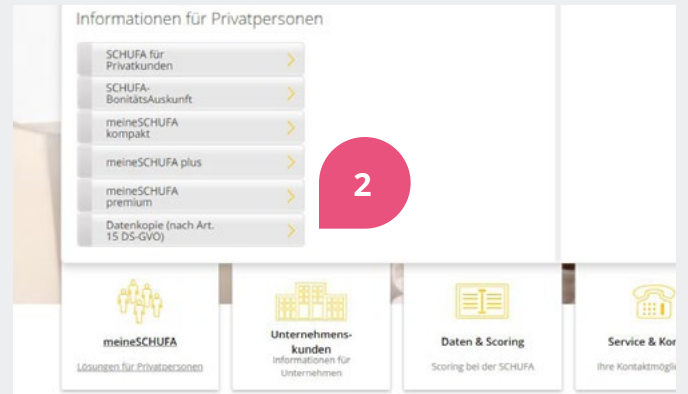 Informationen für Privatpersonen
SCHUFA für
Privatkunden
SCHUFA-
BonitätsAuskunft
meineSCHUFA
kompakt
meineSCHUFA plus
meineSCHUFA
premium
Datenkopie (nach Art.
15 DS-GVO)
2
meineSCHUFA
Lösungen für Privatpersonen
Unternehmens-
kunden
Informationen für
Unternehmen
Daten & Scoring
Scoring bei der SCHUFA
Service &
Ihre